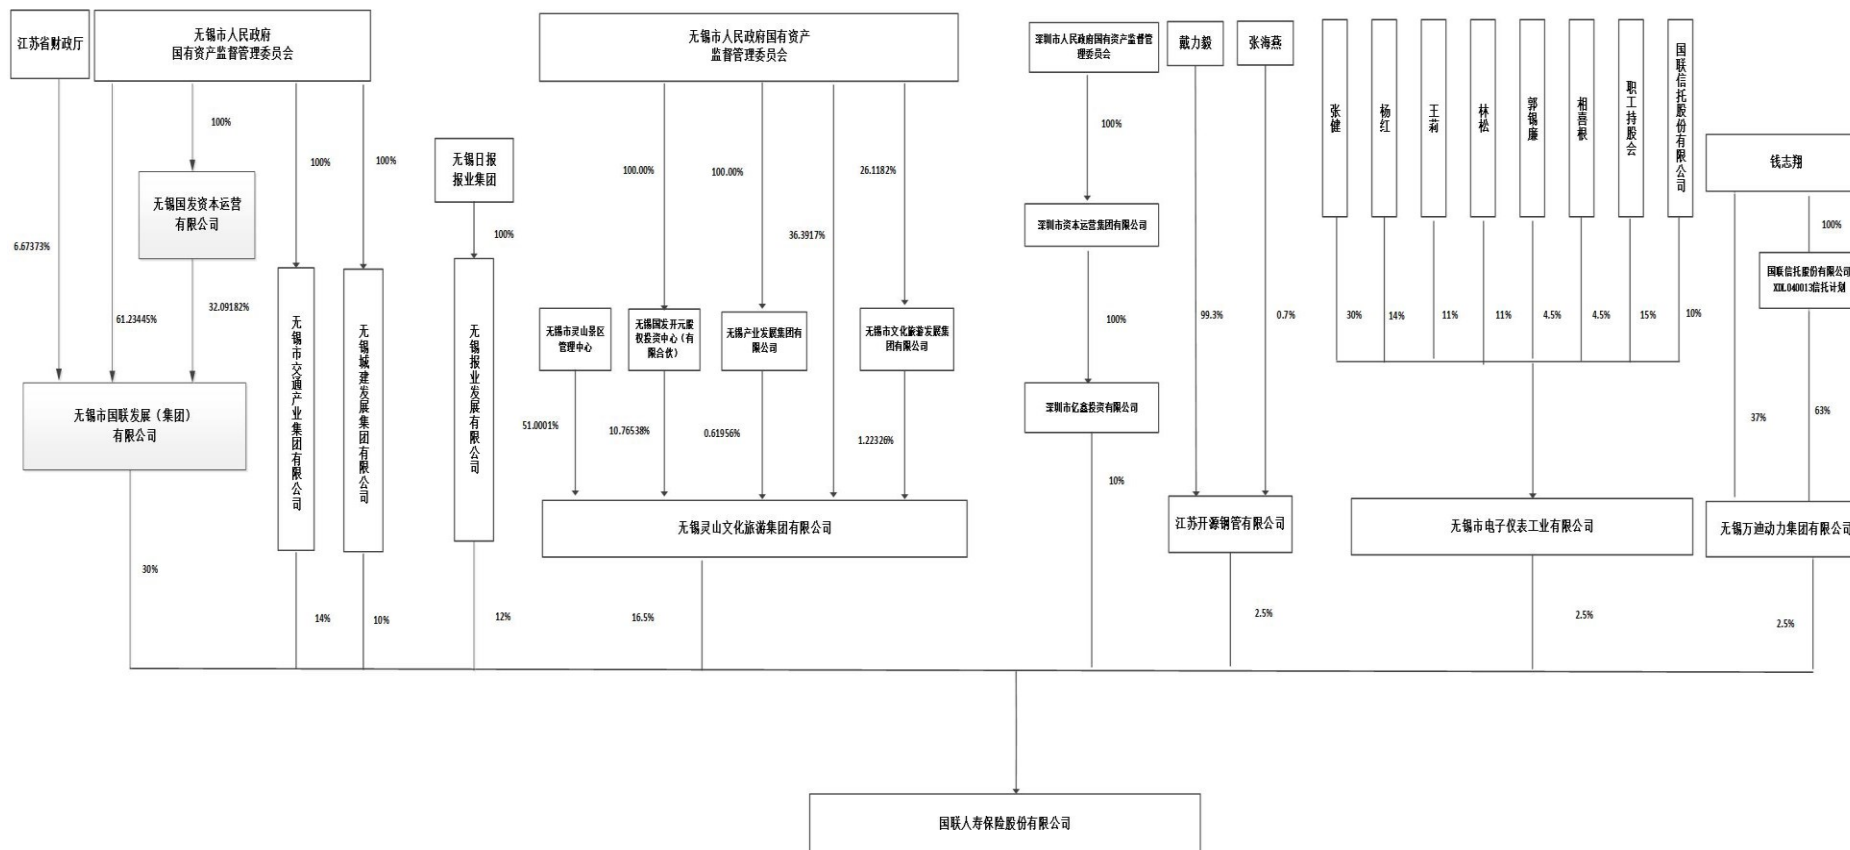 江苏省财政厅
无锡市人民政府
国有资产监督管理委员会
无锡市人民政府国有资产
监督管理委员会
深圳市人民政府国有资产监督管
理委员会
戴力毅
张海燕
张健
杨红
王莉
林松
郭锡廉
相喜根
职工持股会
国联信托股份有限公司
钱志翔
100%
100%
100%
无锡日报
报业集团
100.00%
100.00%
26.1182%
100%
无锡国发资本运营
有限公司
6.67373%
61.23445%
32.09182%
100%
36.3917%
深圳市资本运营集团有限公司
100%
国联信托股份有限公司
XDL040013信托计划
无锡市交通产业集团有限公司
无锡城建发展集团有限公司
无锡报业发展有限公司
无锡市灵山景区
管理中心
无锡国发开元股
权投资中心（有
限合伙）
无锡产业发展集团有
限公司
无锡市文化旅游发展集
团有限公司
100%
99.3%
0.7%
30%
14%
11%
11%
4.5%
4.5%
15%
10%
无锡市国联发展（集团）
有限公司
51.0001%
10.76538%
0.61956%
1.22326%
深圳市亿鑫投资有限公司
37%
63%
10%
无锡灵山文化旅游集团有限公司
江苏开源钢管有限公司
无锡市电子仪表工业有限公司
无锡万迪动力集团有限公司
30%
14%
10%
12%
16.5%
2.5%
2.5%
2.5%
国联人寿保险股份有限公司